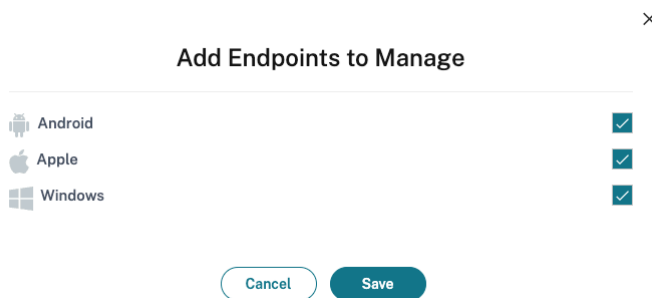 Add Endpoints to Manage
Android
Apple
Windows
Cancel Save